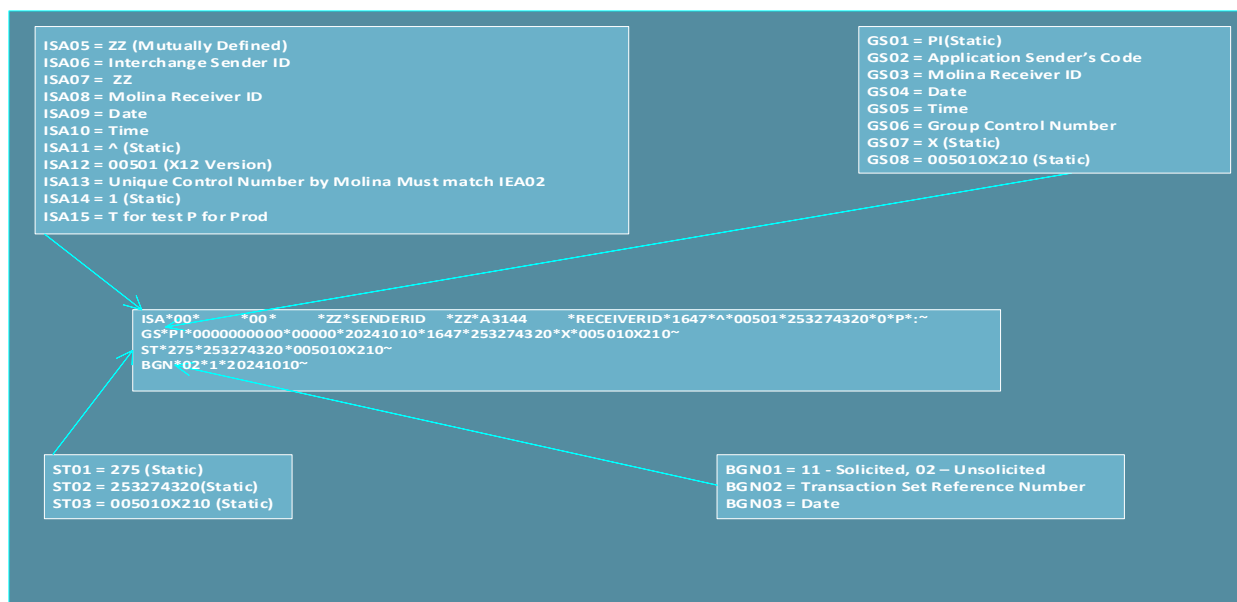 ISA05 = ZZ (Mutually Defined)
ISA06 = Interchange Sender ID
ISA07 =  ZZ
ISA08 = Molina Receiver ID
ISA09 = Date
ISA10 = Time
ISA11 = ^ (Static)
ISA12 = 00501 (X12 Version)
ISA13 = Unique Control Number by Molina Must match IEA02
ISA14 = 1 (Static)
ISA15 = T for test P for Prod
GS01 = PI(Static)
GS02 = Application Sender’s Code
GS03 = Molina Receiver ID
GS04 = Date
GS05 = Time
GS06 = Group Control Number
GS07 = X (Static)
GS08 = 005010X210 (Static)
ISA*00*          *00*          *ZZ*SENDERID     *ZZ*A3144          *RECEIVERID*1647*^*00501*253274320*0*P*:~
GS*PI*0000000000*00000*20241010*1647*253274320*X*005010X210~
ST*275*253274320*005010X210~
BGN*02*1*20241010~
ST01 = 275 (Static)
ST02 = 253274320(Static)
ST03 = 005010X210 (Static)
BGN01 = 11 - Solicited, 02 – Unsolicited
BGN02 = Transaction Set Reference Number
BGN03 = Date